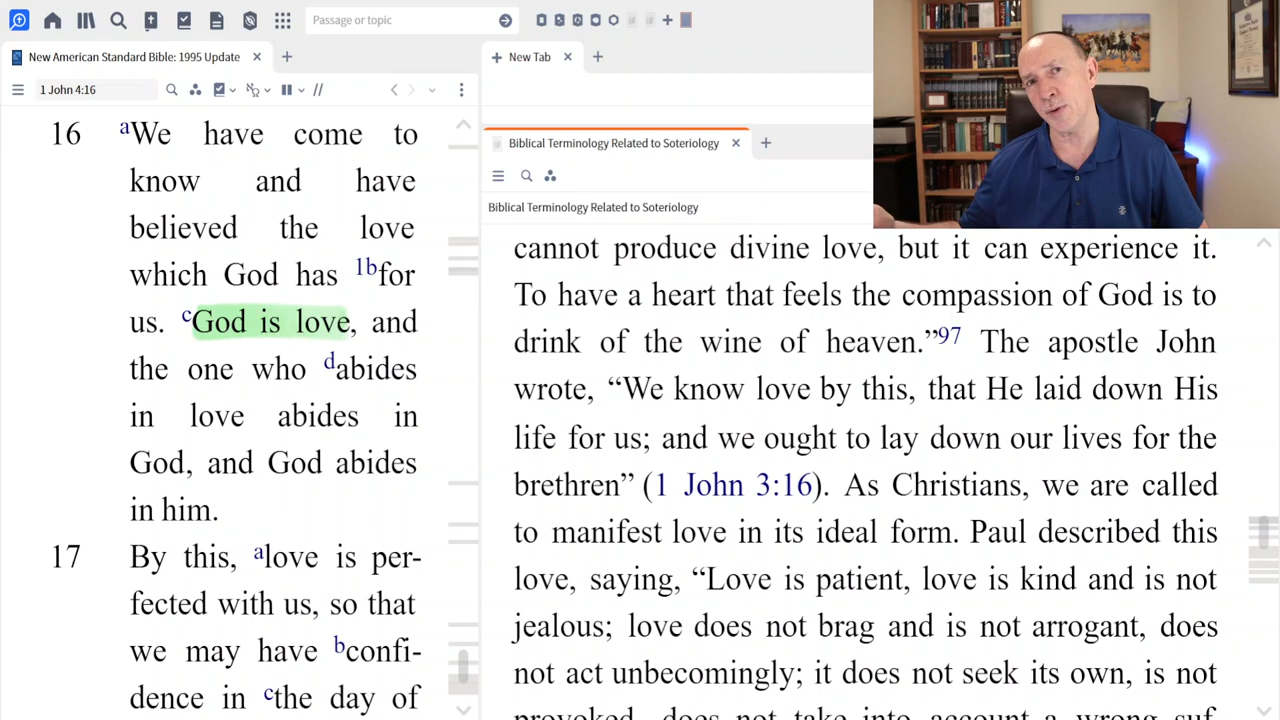 Passage or topic
New American Standard Bible: 1995 Update
New Tab
1 John 4:16
Biblical Terminology Related to Soteriology
Biblical Terminology Related to Soteriology
16 aWe have come to
know and have
believed the love
which God has 1bfor
us. cGod is love, and
the one who dabides
in love abides in
God, and God abides
in him.
17 By this, alove is per-
fected with us, so that
we may have bconfi-
dence in cthe day of
cannot produce divine love, but it can experience it.
To have a heart that feels the compassion of God is to
drink of the wine of heaven.”97 The apostle John
wrote, “We know love by this, that He laid down His
life for us; and we ought to lay down our lives for the
brethren” (1 John 3:16). As Christians, we are called
to manifest love in its ideal form. Paul described this
love, saying, “Love is patient, love is kind and is not
jealous; love does not brag and is not arrogant, does
not act unbecomingly; it does not seek its own, is not
provoked, does not take into account a wrong suf